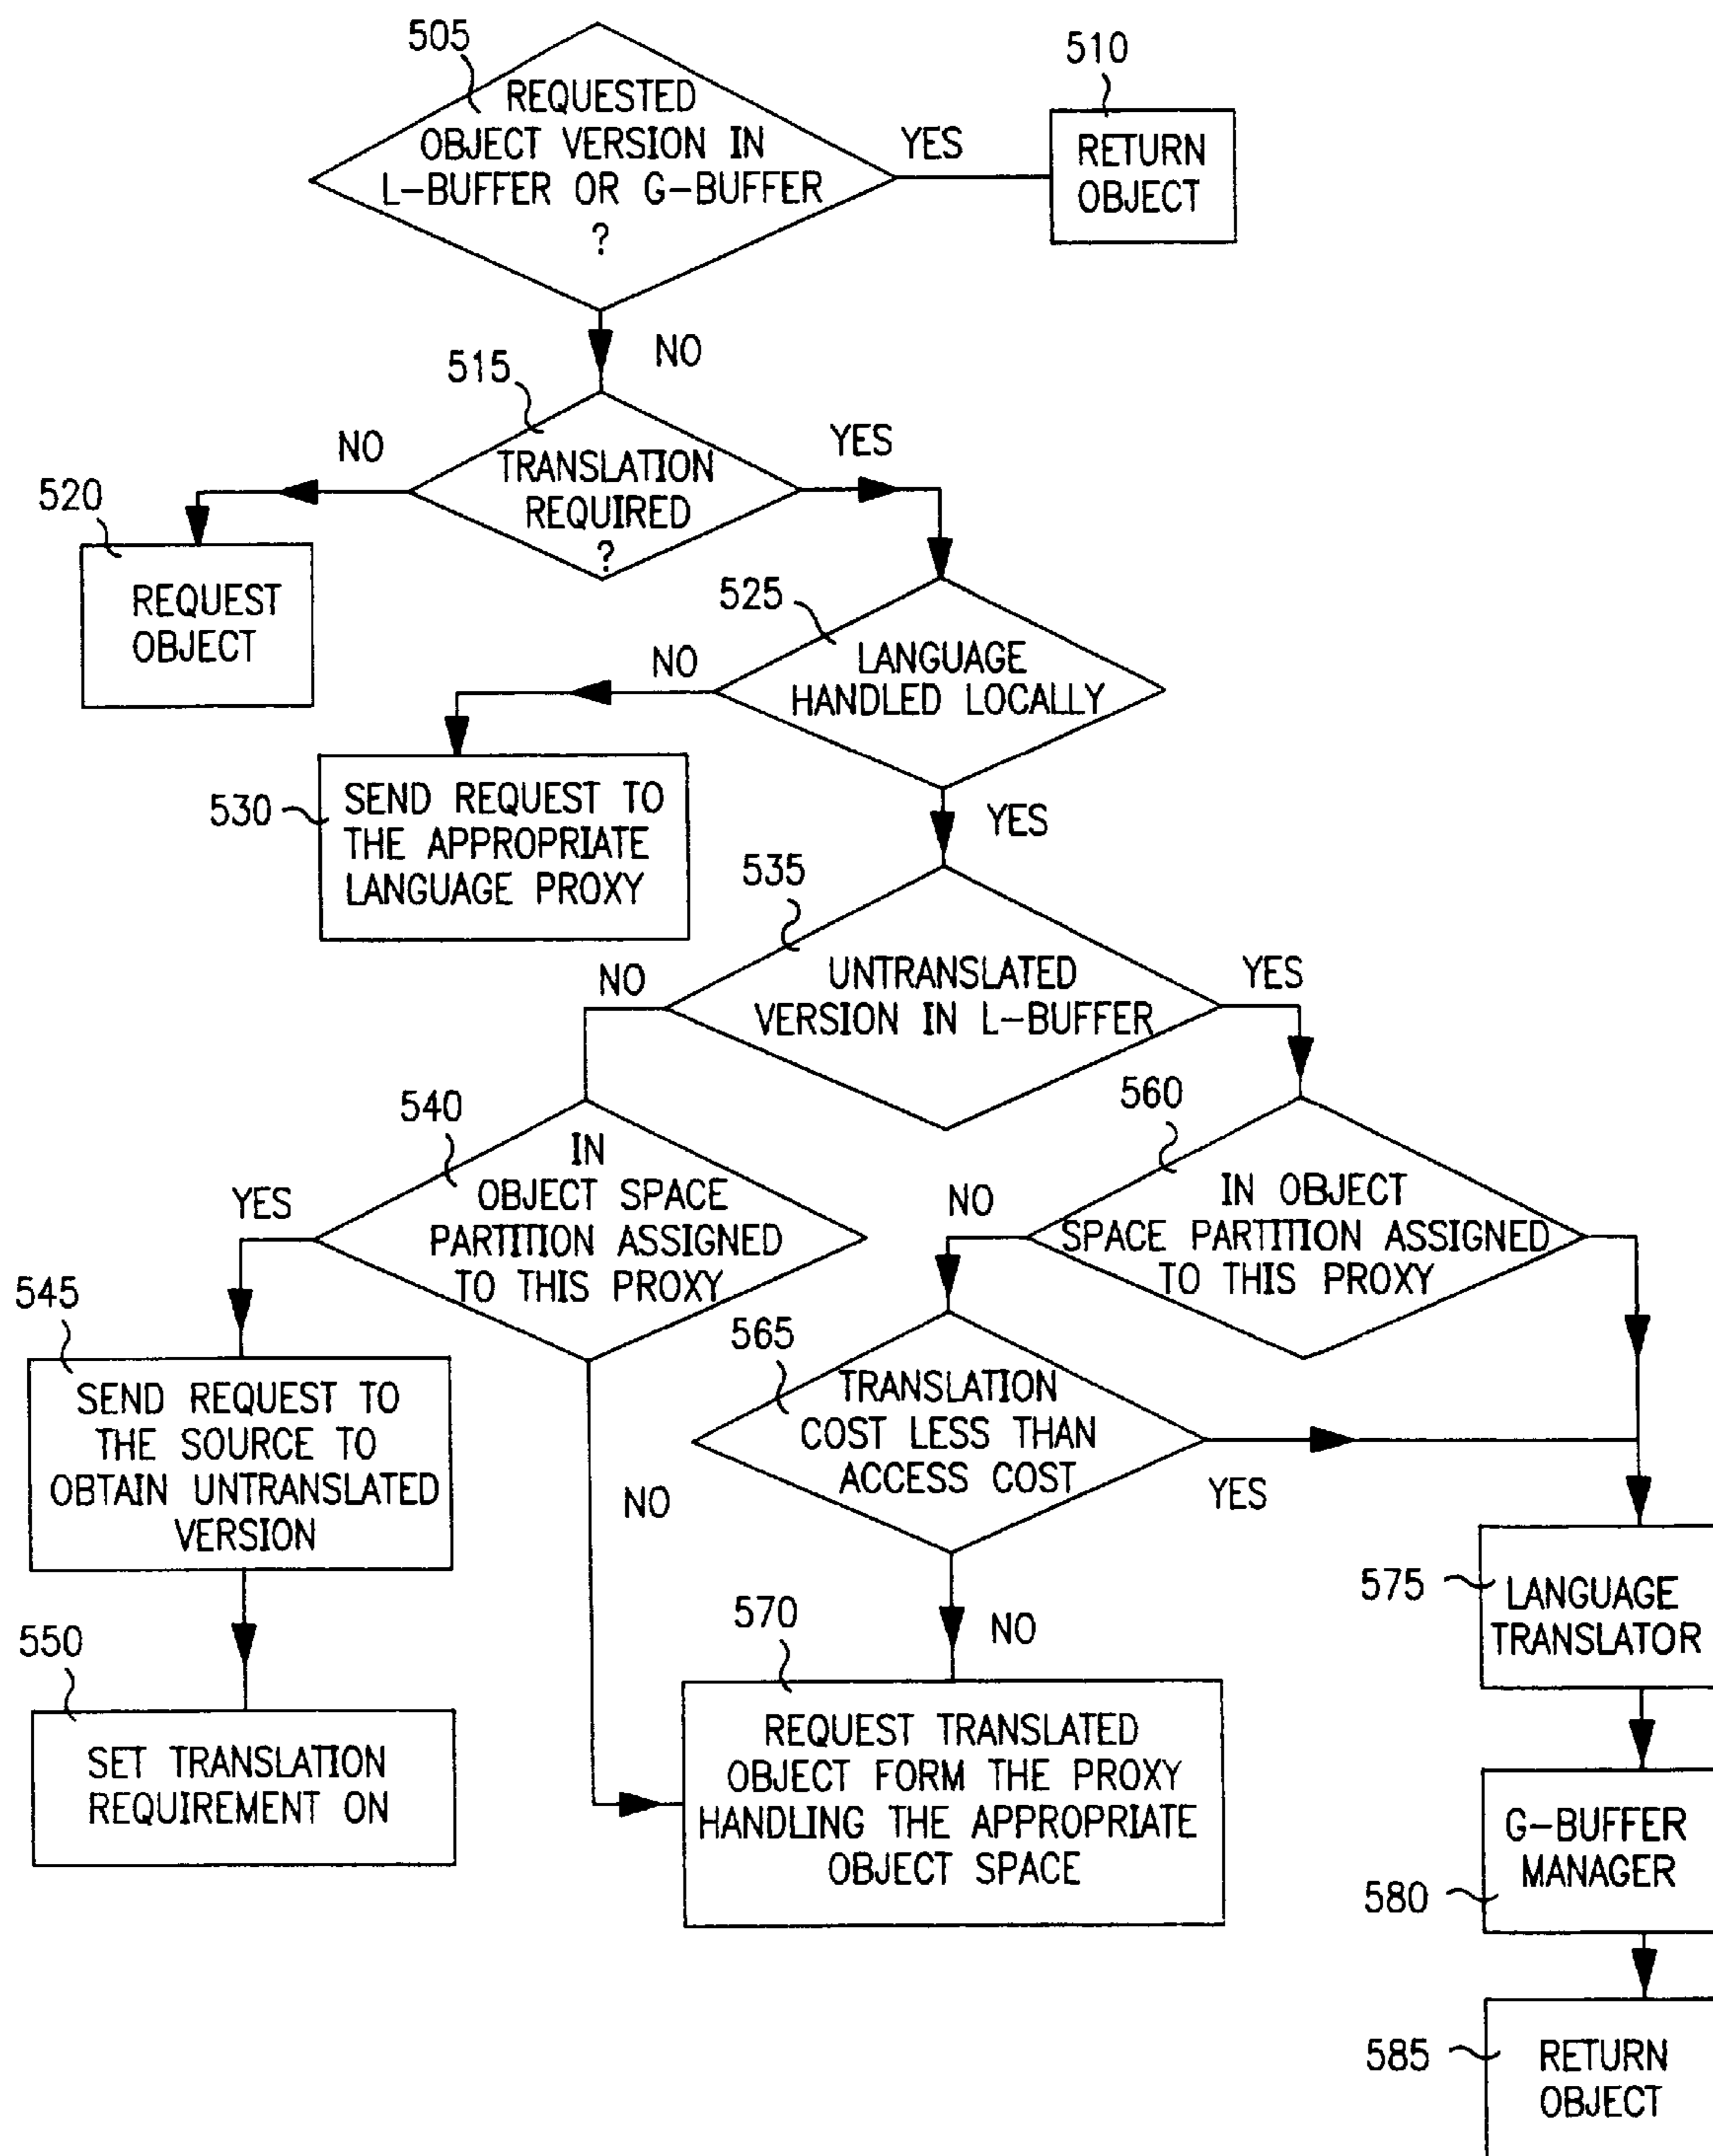 505
REQUESTED
OBJECT VERSION IN
L-BUFFER OR G-BUFFER
?
YES
510
RETURN
OBJECT
NO
515
TRANSLATION
REQUIRED
?
NO
YES
520
REQUEST
OBJECT
525
LANGUAGE
HANDLED LOCALLY
NO
YES
530
SEND REQUEST TO
THE APPROPRIATE
LANGUAGE PROXY
535
UNTRANSLATED
VERSION IN L-BUFFER
NO
YES
540
IN
OBJECT SPACE
PARTITION ASSIGNED
TO THIS PROXY
YES
NO
560
IN OBJECT
SPACE PARTITION ASSIGNED
TO THIS PROXY
NO
545
SEND REQUEST TO
THE SOURCE TO
OBTAIN UNTRANSLATED
VERSION
565
TRANSLATION
COST LESS THAN
ACCESS COST
YES
NO
550
SET TRANSLATION
REQUIREMENT ON
570
REQUEST TRANSLATED
OBJECT FORM THE PROXY
HANDLING THE APPROPRIATE
OBJECT SPACE
575
LANGUAGE
TRANSLATOR
580
G-BUFFER
MANAGER
585
RETURN
OBJECT